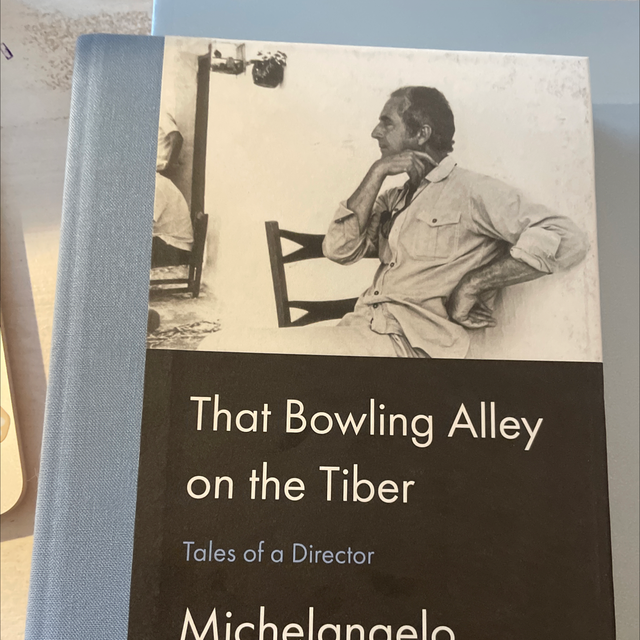 That Bowling Alley
on the Tiber
Tales of a Director
Michelangelo